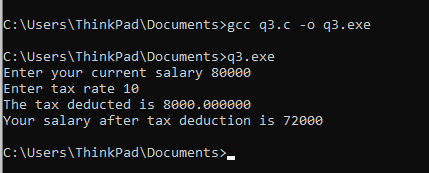 C:\Users\ThinkPad\Documents>gcc q3.c -o q3.exe
C:\Users\ThinkPad\Documents>q3.exe
Enter your current salary 80000
Enter tax rate 10
The tax deducted is 8000.000000
Your salary after tax deduction is 72000
C:\Users\ThinkPad\Documents>